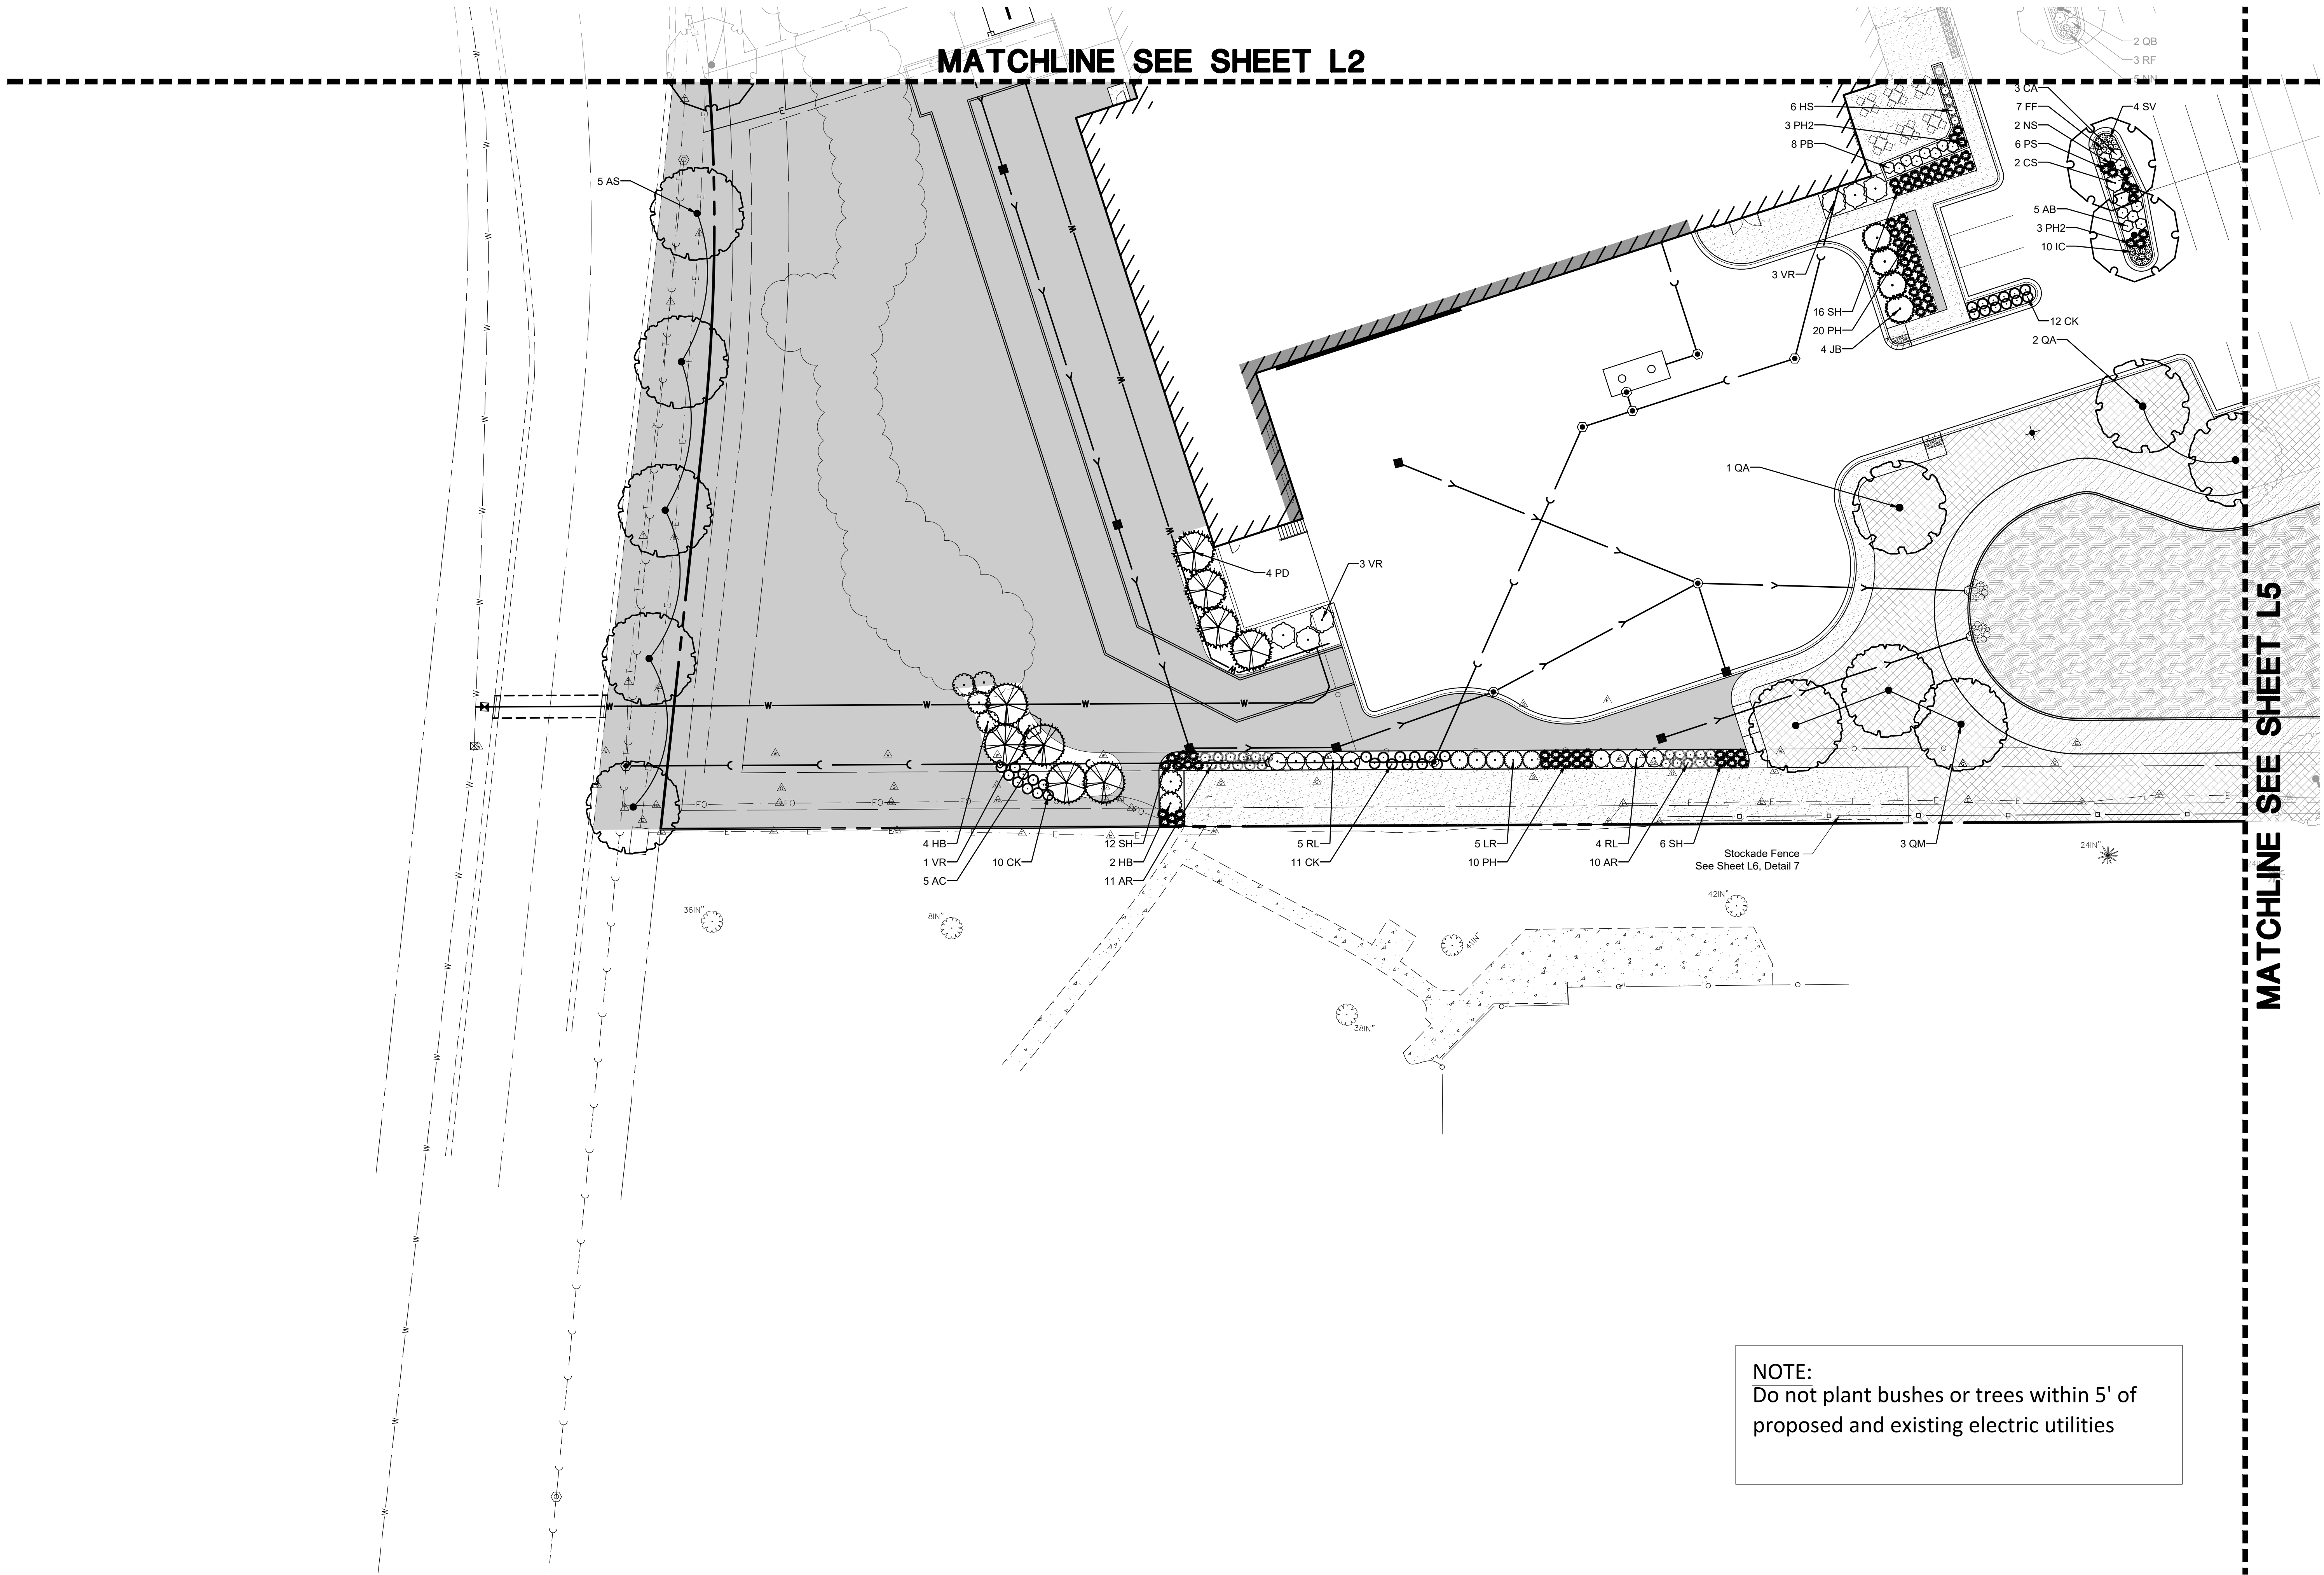 MATCHLINE SEE SHEET L2
2 QB
3 RF
5 NN
3 CA
7 FF
4 SV
2 NS
6 PS
2 CS
5 AB
3 PH2
10 IC
6 HS
3 PH2
8 PB
5 AS
3 VR
16 SH
20 PH
4 JB
12 CK
2 QA
1 QA
4 PD
3 VR
MATCHLINE SEE SHEET L5
4 HB
1 VR
5 AC
10 CK
12 SH
2 HB
11 AR
5 RL
11 CK
5 LR
10 PH
4 RL
10 AR
6 SH
Stockade Fence
See Sheet L6, Detail 7
3 QM
24IN"
36IN"
8IN"
42IN"
41IN"
38IN"
W
E
FO
T
NOTE:
Do not plant bushes or trees within 5' of
proposed and existing electric utilities